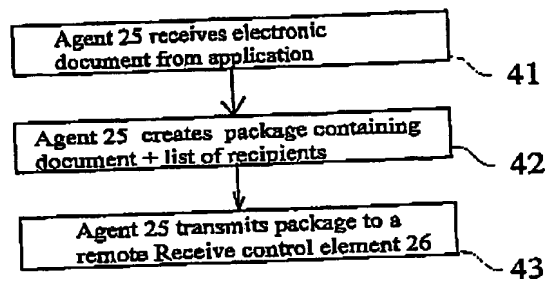 Agent 25 receives electronic
document from application
41
Agent 25 creates package containing
document + list of recipients
42
Agent 25 transmits package to a
remote Receive control element 26
43